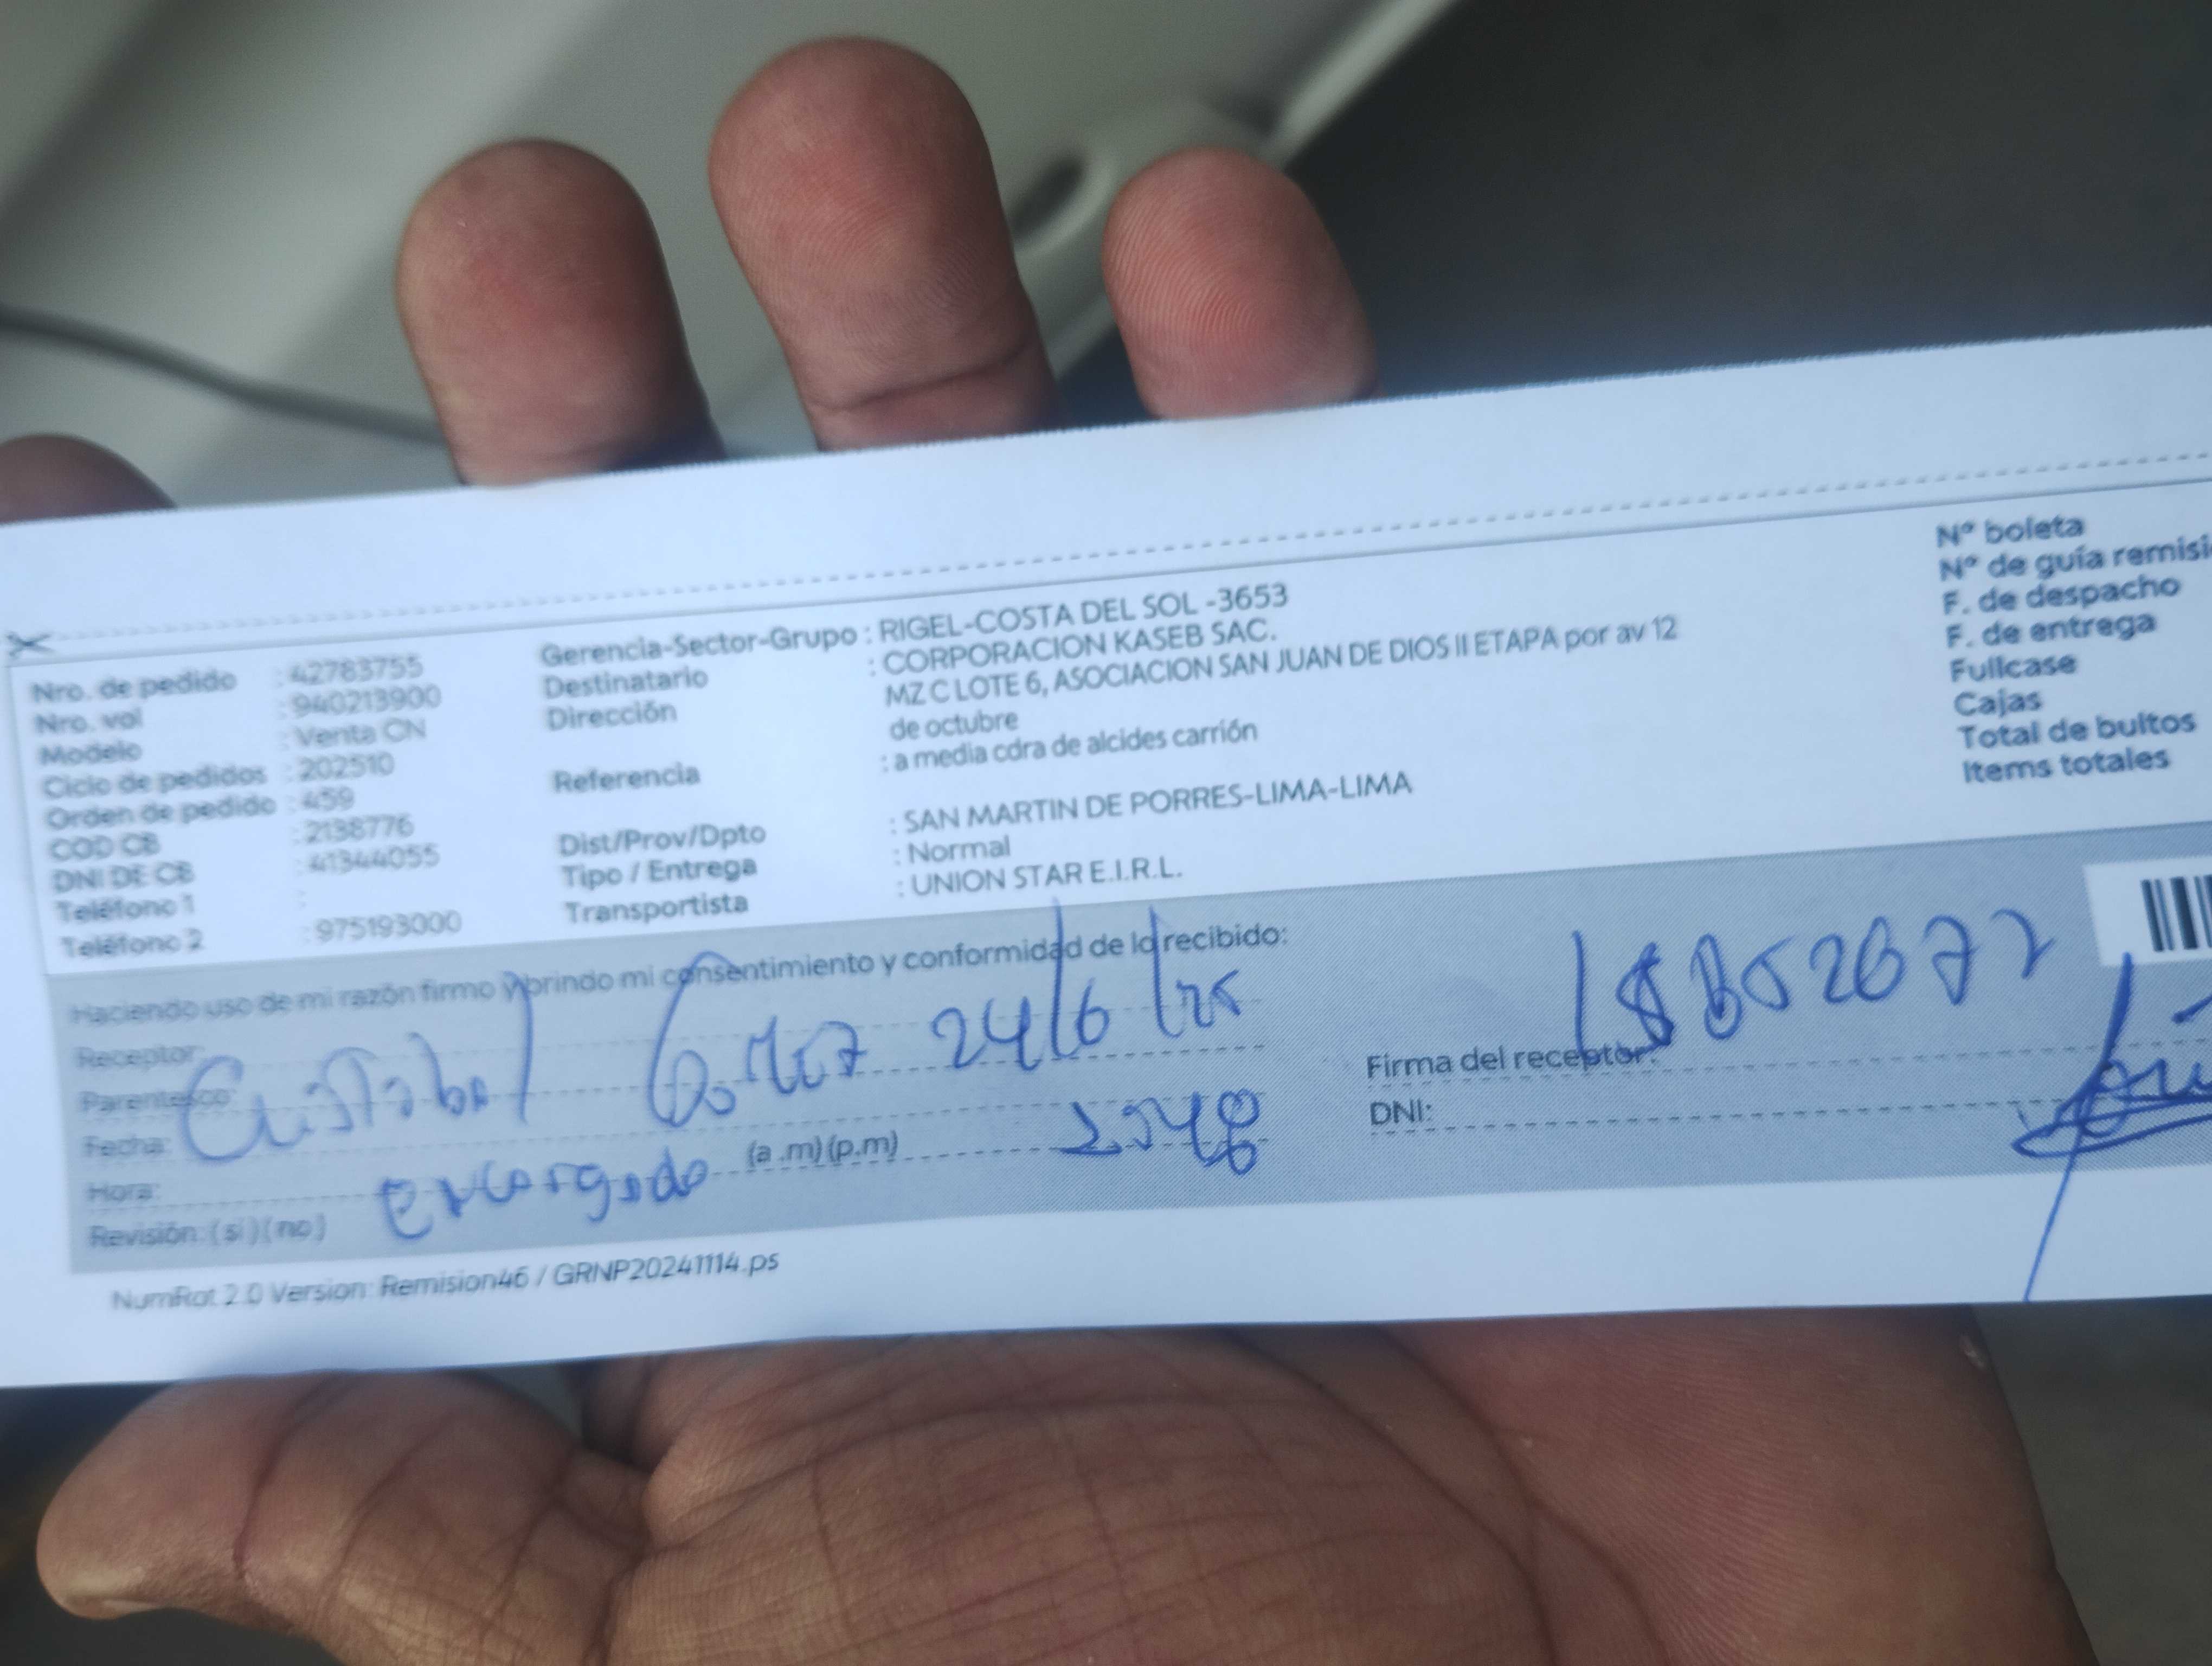 Nro. de pedido : 42783755
Nro. vol : 940213900
Modelo : Venta CN
Ciclo de pedidos : 202510
Orden de pedido : 459
COD CB : 2138776
DNI DE CB : 41344055
Teléfono 1 :
Teléfono 2 : 975193000
Gerencia-Sector-Grupo : RIGEL-COSTA DEL SOL -3653
Destinatario : CORPORACION KASEB SAC.
Dirección MZ C LOTE 6, ASOCIACION SAN JUAN DE DIOS II ETAPA por av 12
de octubre
Referencia : a media cdra de alcides carrión
Dist/Prov/Dpto : SAN MARTIN DE PORRES-LIMA-LIMA
Tipo / Entrega : Normal
Transportista : UNION STAR E.I.R.L.
Nº boleta
Nº de guía
F. de despacho
F. de entrega
Fullcase
Cajas
Total de bultos
Items totales
Haciendo uso de mi razón firmo y brindo mi consentimiento y conformidad de lo recibido:
Receptor:
Parentesco:
Fecha:
Cristobal 24/6/25
Hora: (a .m) (p.m)
Revisión: (si) (no) encargado
Firma del receptor:
DNI:
NumRot 2.0 Version: Remision46 / GRNP20241114.ps